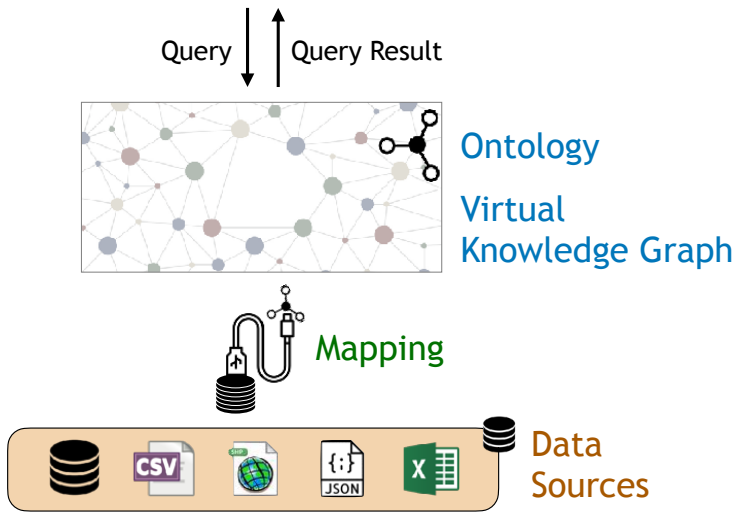 Query Query Result
Ontology
Virtual
Knowledge Graph
Mapping
Data
Sources
CSV
SHP
{:}
JSON
X